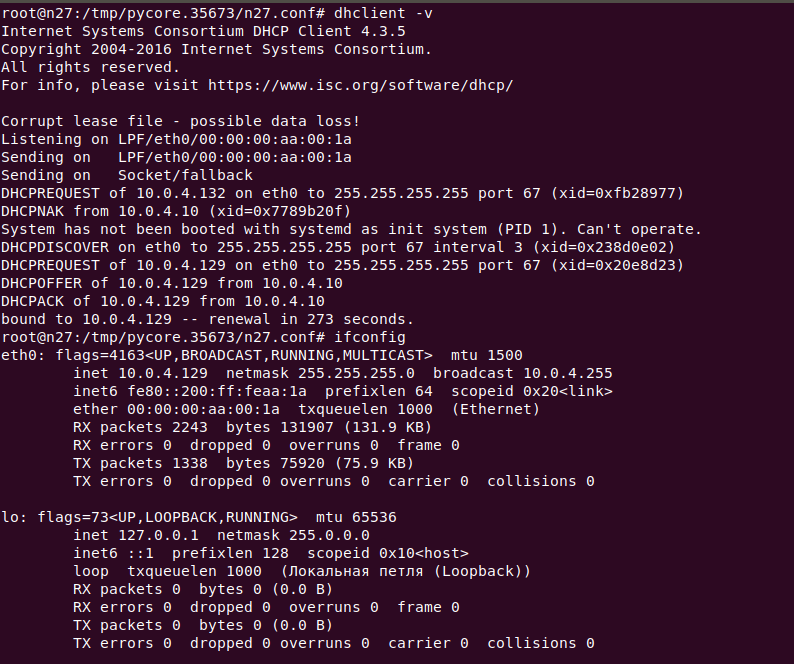 root@n27:/tmp/pycore.35673/n27.conf# dhclient -v
Internet Systems Consortium DHCP Client 4.3.5
Copyright 2004-2016 Internet Systems Consortium.
All rights reserved.
For info, please visit https://www.isc.org/software/dhcp/

Corrupt lease file - possible data loss!
Listening on LPF/eth0/00:00:00:aa:00:1a
Sending on   LPF/eth0/00:00:00:aa:00:1a
Sending on   Socket/fallback
DHCPREQUEST of 10.0.4.132 on eth0 to 255.255.255.255 port 67 (xid=0xfb28977)
DHCPNAK from 10.0.4.10 (xid=0x7789b20f)
System has not been booted with systemd as init system (PID 1). Can't operate.
DHCPDISCOVER on eth0 to 255.255.255.255 port 67 interval 3 (xid=0x238d0e02)
DHCPREQUEST of 10.0.4.129 on eth0 to 255.255.255.255 port 67 (xid=0x20e8d23)
DHCPOFFER of 10.0.4.129 from 10.0.4.10
DHCPACK of 10.0.4.129 from 10.0.4.10
bound to 10.0.4.129 -- renewal in 273 seconds.
root@n27:/tmp/pycore.35673/n27.conf# ifconfig
eth0: flags=4163<UP,BROADCAST,RUNNING,MULTICAST>  mtu 1500
        inet 10.0.4.129  netmask 255.255.255.0  broadcast 10.0.4.255
        inet6 fe80::200:ff:feaa:1a  prefixlen 64  scopeid 0x20<link>
        ether 00:00:00:aa:00:1a  txqueuelen 1000  (Ethernet)
        RX packets 2243  bytes 131907 (131.9 KB)
        RX errors 0  dropped 0  overruns 0  frame 0
        TX packets 1338  bytes 75920 (75.9 KB)
        TX errors 0  dropped 0 overruns 0  carrier 0  collisions 0

lo: flags=73<UP,LOOPBACK,RUNNING>  mtu 65536
        inet 127.0.0.1  netmask 255.0.0.0
        inet6 ::1  prefixlen 128  scopeid 0x10<host>
        loop  txqueuelen 1000  (Локальная петля (Loopback))
        RX packets 0  bytes 0 (0.0 B)
        RX errors 0  dropped 0  overruns 0  frame 0
        TX packets 0  bytes 0 (0.0 B)
        TX errors 0  dropped 0 overruns 0  carrier 0  collisions 0